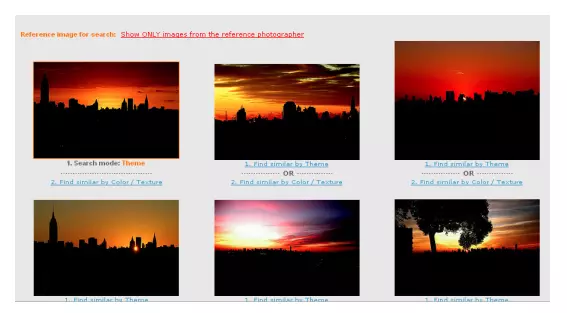 Reference image for search: Show ONLY images from the reference photographer
1. Search mode: Theme
2. Find similar by Color / Texture
1. Find similar by Theme
OR
2. Find similar by Color / Texture
1. Find similar by Theme
OR
2. Find similar by Color / Texture
1. Find similar by Theme
1. Find similar by Theme
1. Find similar by Theme